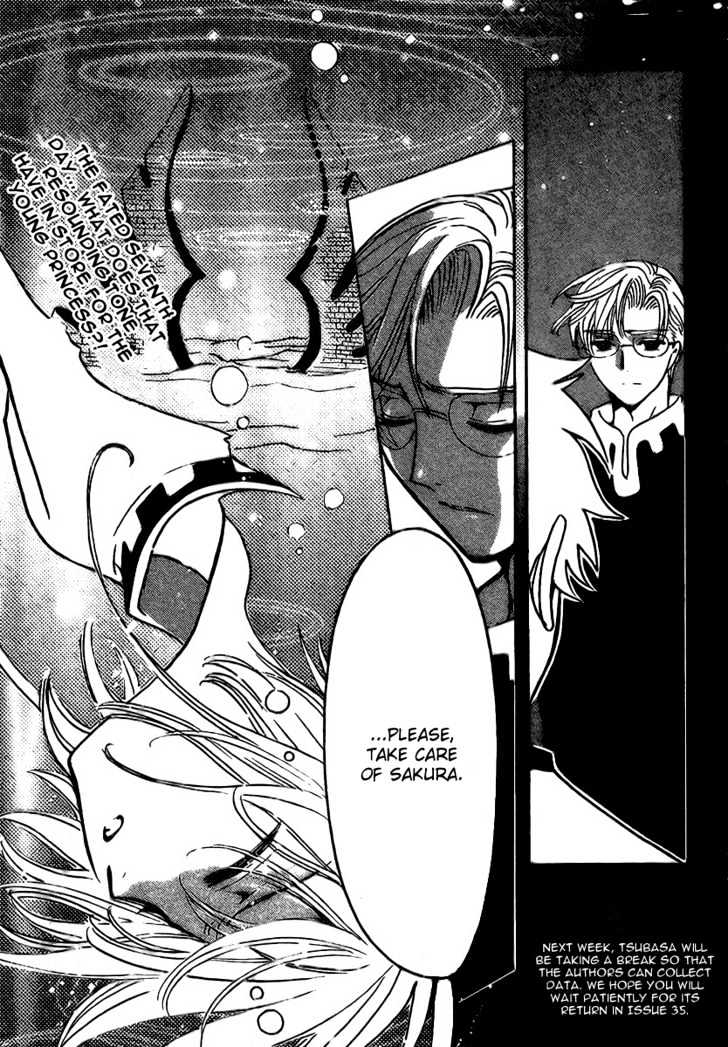 ...PLEASE,
TAKE CARE
OF SAKURA.
THE FATED SEVENTH
DAY... WHAT DOES THAT
RESOUNDING TONE
HAVE IN STORE FOR THE
YOUNG PRINCESS?!
NEXT WEEK, TSUBASA WILL
BE TAKING A BREAK SO THAT
THE AUTHORS CAN COLLECT
DATA. WE HOPE YOU WILL
WAIT PATIENTLY FOR ITS
RETURN IN ISSUE 35.